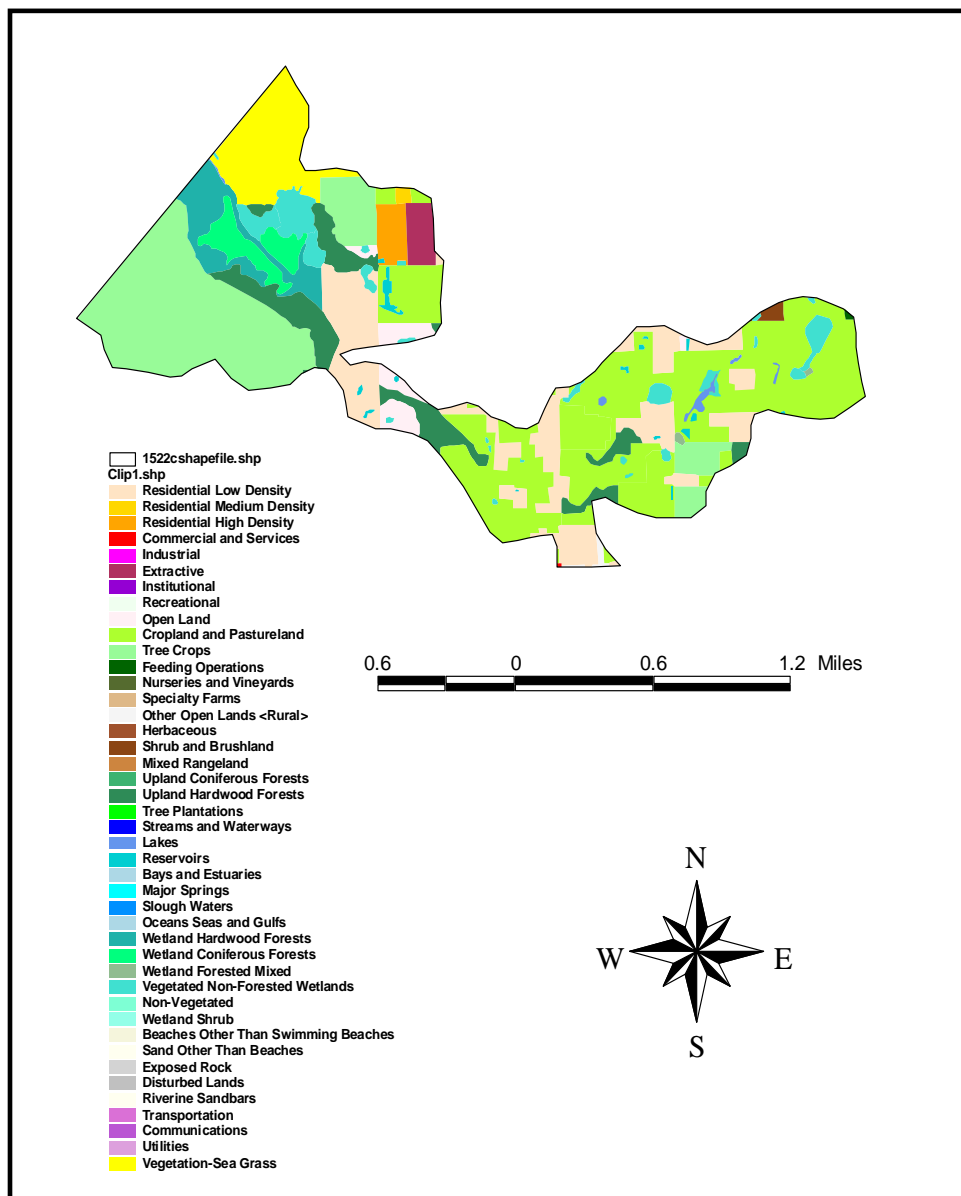 1522cshapefile.shp
Clip1.shp
Residential Low Density
Residential Medium Density
Residential High Density
Commercial and Services
Industrial
Extractive
Institutional
Recreational
Open Land
Cropland and Pastureland
Tree Crops
Feeding Operations
Nurseries and Vineyards
Specialty Farms
Other Open Lands <Rural>
Herbaceous
Shrub and Brushland
Mixed Rangeland
Upland Coniferous Forests
Upland Hardwood Forests
Tree Plantations
Streams and Waterways
Lakes
Reservoirs
Bays and Estuaries
Major Springs
Slough Waters
Oceans Seas and Gulfs
Wetland Hardwood Forests
Wetland Coniferous Forests
Wetland Forested Mixed
Vegetated Non-Forested Wetlands
Non-Vegetated
Wetland Shrub
Beaches Other Than Swimming Beaches
Sand Other Than Beaches
Exposed Rock
Disturbed Lands
Riverine Sandbars
Transportation
Communications
Utilities
Vegetation-Sea Grass
0.6 0 0.6 1.2 Miles
N
W E
S